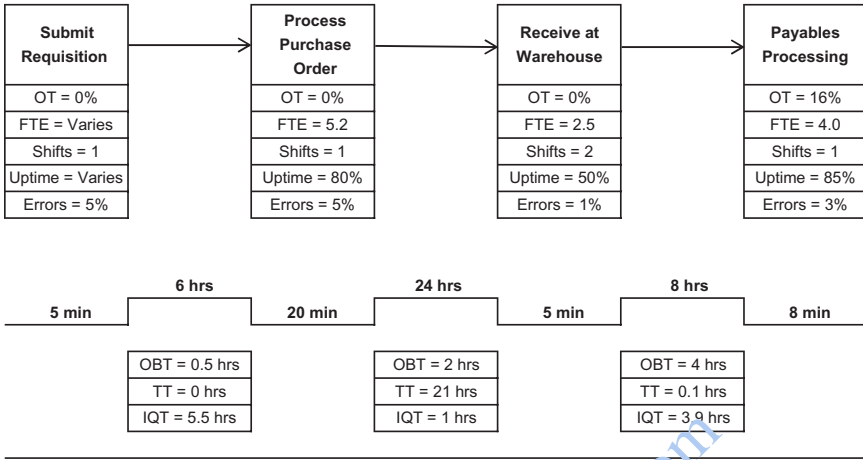 Submit
Requisition
OT = 0%
FTE = Varies
Shifts = 1
Uptime = Varies
Errors = 5%
Process
Purchase
Order
OT = 0%
FTE = 5.2
Shifts = 1
Uptime = 80%
Errors = 5%
Receive at
Warehouse
OT = 0%
FTE = 2.5
Shifts = 2
Uptime = 50%
Errors = 1%
Payables
Processing
OT = 16%
FTE = 4.0
Shifts = 1
Uptime = 85%
Errors = 3%
5 min
6 hrs
20 min
24 hrs
5 min
8 hrs
8 min
OBT = 0.5 hrs
TT = 0 hrs
IQT = 5.5 hrs
OBT = 2 hrs
TT = 21 hrs
IQT = 1 hrs
OBT = 4 hrs
TT = 0.1 hrs
IQT = 3.9 hrs
om